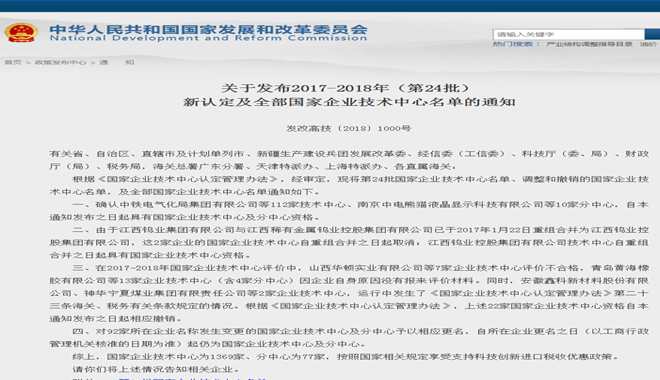 中华人民共和国国家发展和改革委员会
National Development and Reform Commission
请输入关键字
热门搜索： 产业结构调整指导目录 油价
首页 > 政策发布中心 > 通 知
关于发布2017-2018年（第24批）
新认定及全部国家企业技术中心名单的通知
发改高技〔2018〕1000号
有关省、自治区、直辖市及计划单列市、新疆生产建设兵团发展改革委、经信委（工信委）、科技厅（委、局）、财政
厅（局）、税务局，海关总署广东分署、天津特派办、上海特派办、各直属海关：
根据《国家企业技术中心认定管理办法》，经审定，现将第24批国家企业技术中心名单、调整和撤销的国家企业技
术中心名单，及全部国家企业技术中心名单通知如下。
一、确认中铁电气化局集团有限公司等112家技术中心、南京中电熊猫液晶显示科技有限公司等10家分中心，自本
通知发布之日起具有国家企业技术中心及分中心资格。
二、由于江西钨业集团有限公司与江西稀有金属钨业控股集团有限公司已于2017年1月22日重组合并为江西钨业控
股集团有限公司，这2家企业的国家企业技术中心自重组合并之日起取消；江西钨业控股集团有限公司技术中心自重组
合并之日起具有国家企业技术中心资格。
三、在2017-2018年国家企业技术中心评价中，山西华顿实业有限公司等7家企业技术中心评价不合格，青岛黄海橡
胶有限公司等13家企业技术中心（含4家分中心）因企业自身原因没有报来评价材料。同时，安徽鑫科新材料股份有限
公司、神华宁夏煤业集团有限责任公司等2家企业技术中心，运行中发生了《国家企业技术中心认定管理办法》第二十
三条海关、税务有关条款规定的情况。根据《国家企业技术中心认定管理办法》，上述22家国家企业技术中心资格自本
通知发布之日起相应撤销。
四、对92家所在企业名称发生变更的国家企业技术中心及分中心予以相应更名，自所在企业更名之日（以工商行政
管理机关核准的日期为准）起仍为国家企业技术中心及分中心。
综上，国家企业技术中心为1369家、分中心为77家，按照国家相关规定享受支持科技创新进口税收优惠政策。
请你们将上述情况告知相关企业。